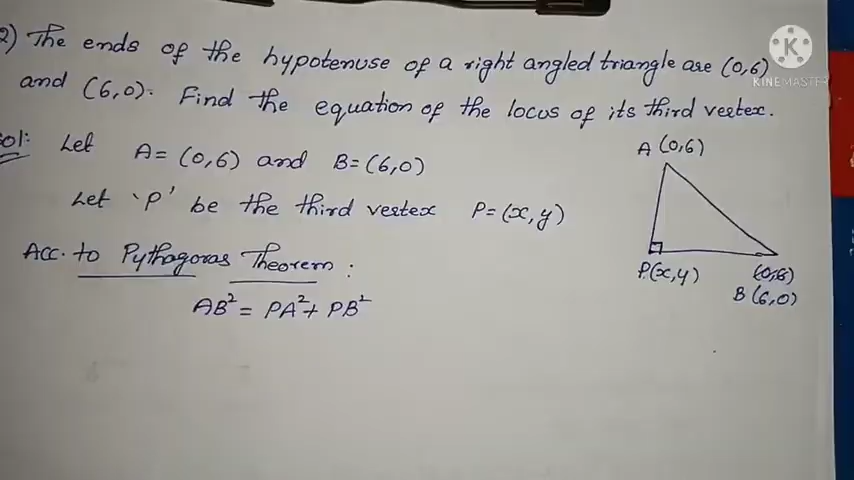 2) The ends of the hypotenuse of a right angled triangle are (0,6)
and (6,0). Find the equation of the locus of its third vertex.
Sol: Let A = (0,6) and B = (6,0)
Let 'P' be the third vertex P = (x, y)
Acc. to Pythagoras Theorem :
AB² = PA² + PB²
A (0,6)
P(x,y)
B (6,0)
K
KINEMASTER